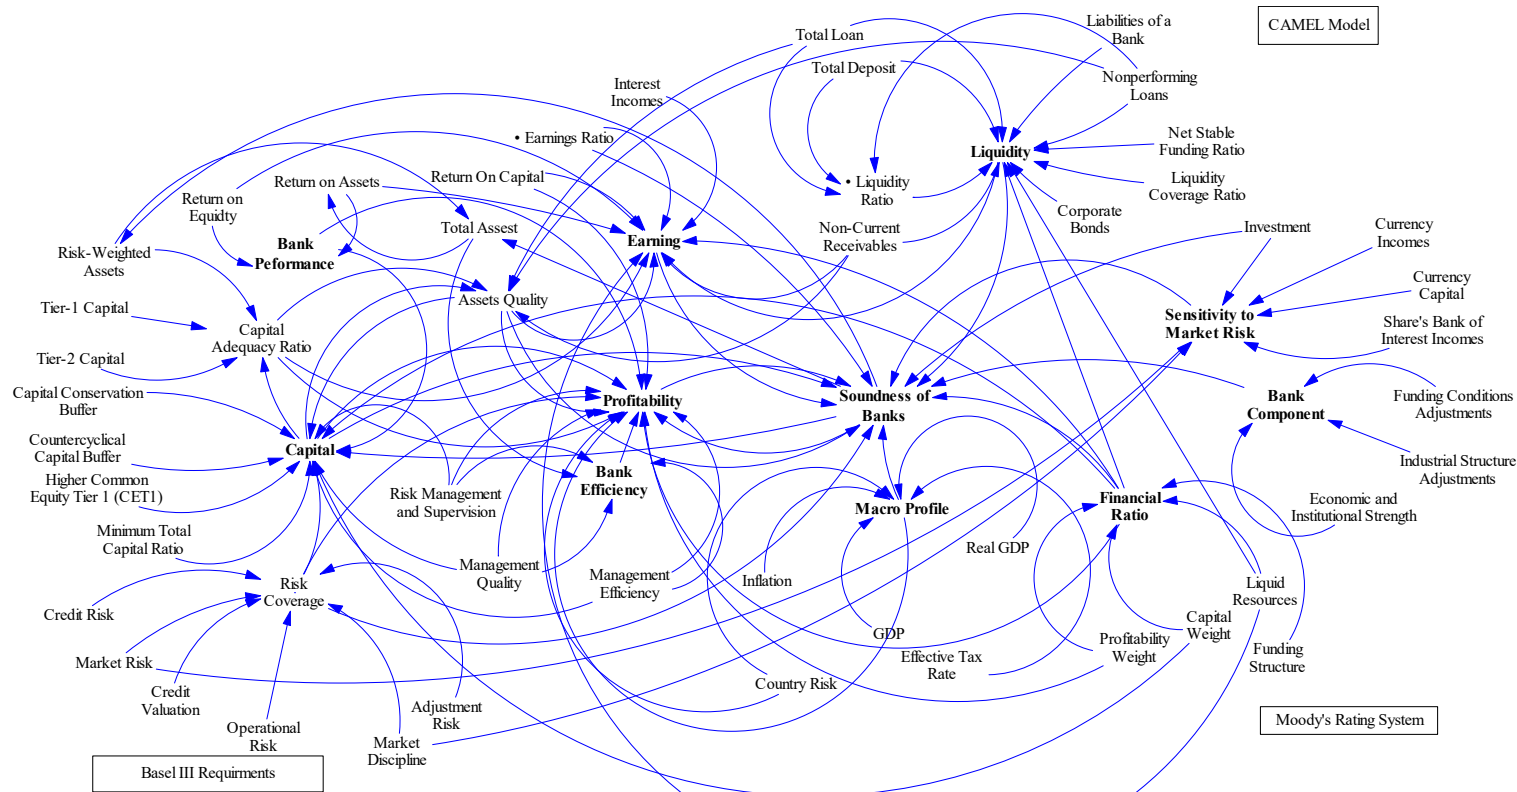 CAMEL Model
Total Loan
Liabilities of a
Bank
Total Deposit
Nonperforming
Loans
Interest
Incomes
• Earnings Ratio
Net Stable
Funding Ratio
Liquidity
Return on Assets
Return On Capital
• Liquidity
Ratio
Liquidity
Coverage Ratio
Return on
Equidty
Corporate
Bonds
Total Assest
Non-Current
Receivables
Investment
Currency
Incomes
Bank
Peformance
Earning
Risk-Weighted
Assets
Assets Quality
Currency
Capital
Tier-1 Capital
Capital
Adequacy Ratio
Sensitivity to
Market Risk
Share's Bank of
Interest Incomes
Tier-2 Capital
Capital Conservation
Buffer
Profitability
Soundness of
Banks
Bank
Component
Funding Conditions
Adjustments
Countercyclical
Capital Buffer
Capital
Higher Common
Equity Tier 1 (CET1)
Bank
Efficiency
Industrial Structure
Adjustments
Risk Management
and Supervision
Macro Profile
Financial
Ratio
Economic and
Institutional Strength
Minimum Total
Capital Ratio
Real GDP
Management
Quality
Management
Efficiency
Inflation
Risk
Coverage
Liquid
Resources
Credit Risk
GDP
Capital
Weight
Profitability
Weight
Funding
Structure
Market Risk
Effective Tax
Rate
Credit
Valuation
Country Risk
Adjustment
Risk
Operational
Risk
Market
Discipline
Moody's Rating System
Basel III Requirments